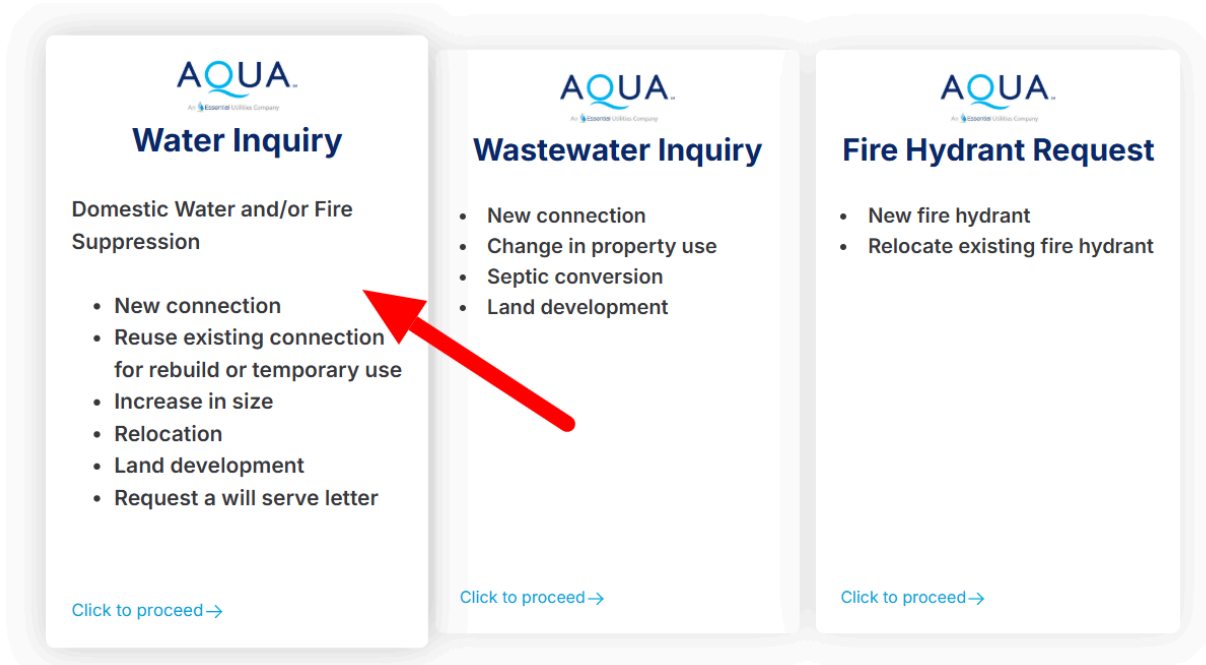 AQUA
An Essential Utilities Company
Water Inquiry
Domestic Water and/or Fire
Suppression
• New connection
• Reuse existing connection
for rebuild or temporary use
• Increase in size
• Relocation
• Land development
• Request a will serve letter
Click to proceed→
AQUA
An Essential Utilities Company
Wastewater Inquiry
• New connection
• Change in property use
• Septic conversion
• Land development
Click to proceed→
AQUA
An Essential Utilities Company
Fire Hydrant Request
• New fire hydrant
• Relocate existing fire hydrant
Click to proceed→